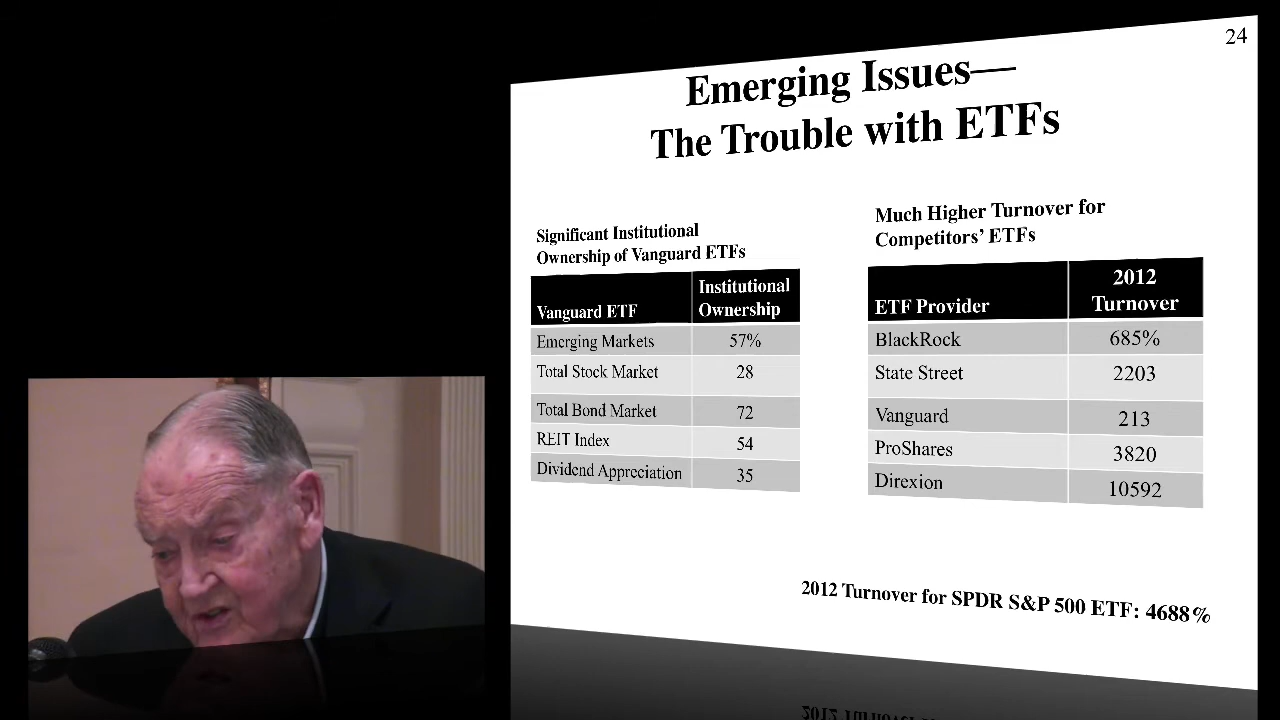 24
Emerging Issues—
The Trouble with ETFs
Significant Institutional
Ownership of Vanguard ETFs
Vanguard ETF Institutional Ownership
Emerging Markets 57%
Total Stock Market 28
Total Bond Market 72
REIT Index 54
Dividend Appreciation 35
Much Higher Turnover for
Competitors’ ETFs
ETF Provider 2012 Turnover
BlackRock 685%
State Street 2203
Vanguard 213
ProShares 3820
Direxion 10592
2012 Turnover for SPDR S&P 500 ETF: 4688%